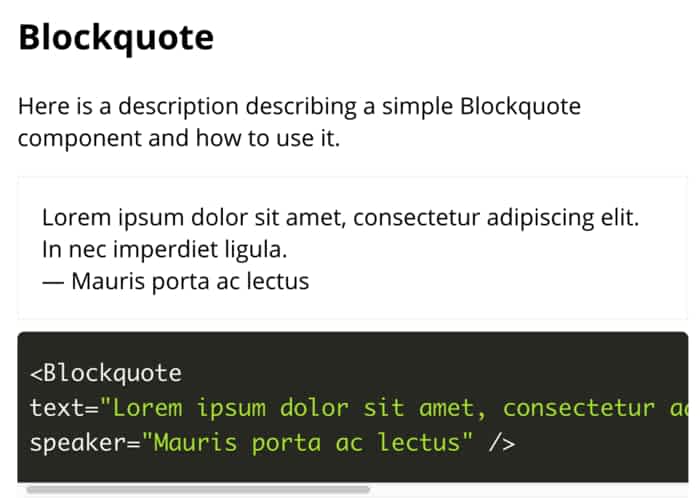 Blockquote
Here is a description describing a simple Blockquote
component and how to use it.
Lorem ipsum dolor sit amet, consectetur adipiscing elit.
In nec imperdiet ligula.
— Mauris porta ac lectus
<Blockquote
text="Lorem ipsum dolor sit amet, consectetur
speaker="Mauris porta ac lectus" />